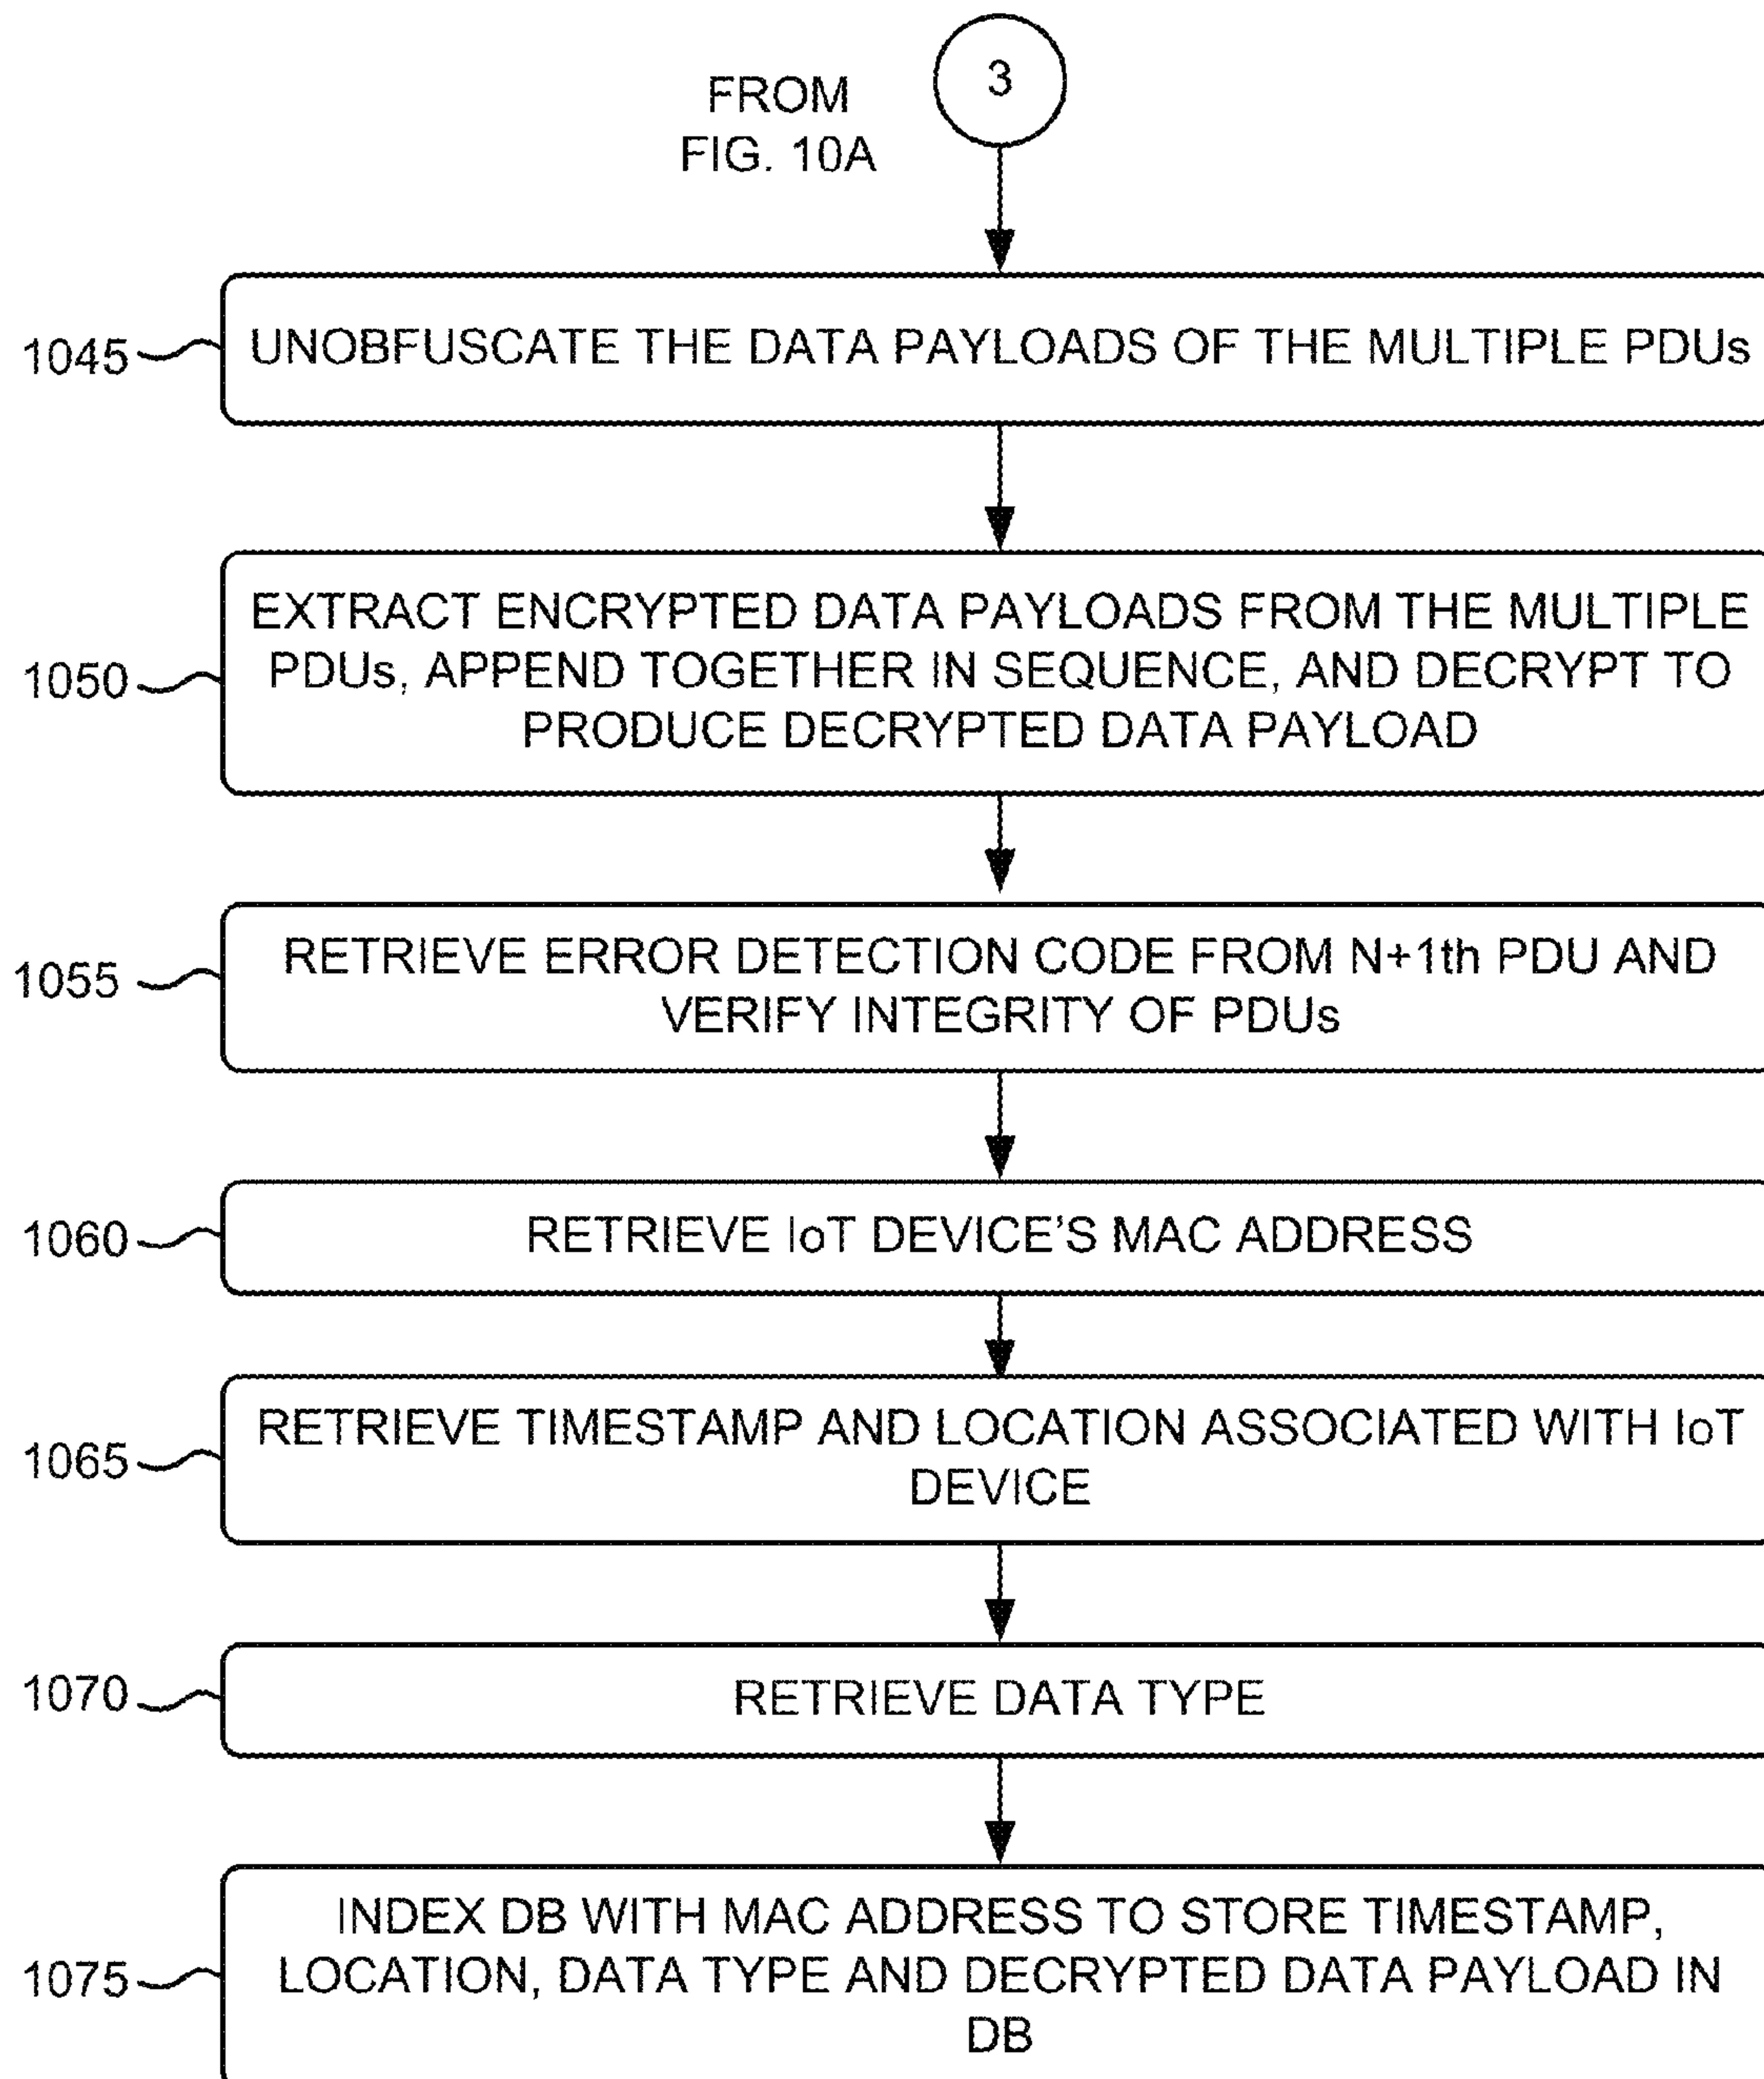 FROM
FIG. 10A
3
1045
UNOBFUSCATE THE DATA PAYLOADS OF THE MULTIPLE PDUs
1050
EXTRACT ENCRYPTED DATA PAYLOADS FROM THE MULTIPLE
PDUs, APPEND TOGETHER IN SEQUENCE, AND DECRYPT TO
PRODUCE DECRYPTED DATA PAYLOAD
1055
RETRIEVE ERROR DETECTION CODE FROM N+1th PDU AND
VERIFY INTEGRITY OF PDUs
1060
RETRIEVE IoT DEVICE'S MAC ADDRESS
1065
RETRIEVE TIMESTAMP AND LOCATION ASSOCIATED WITH IoT
DEVICE
1070
RETRIEVE DATA TYPE
1075
INDEX DB WITH MAC ADDRESS TO STORE TIMESTAMP,
LOCATION, DATA TYPE AND DECRYPTED DATA PAYLOAD IN
DB